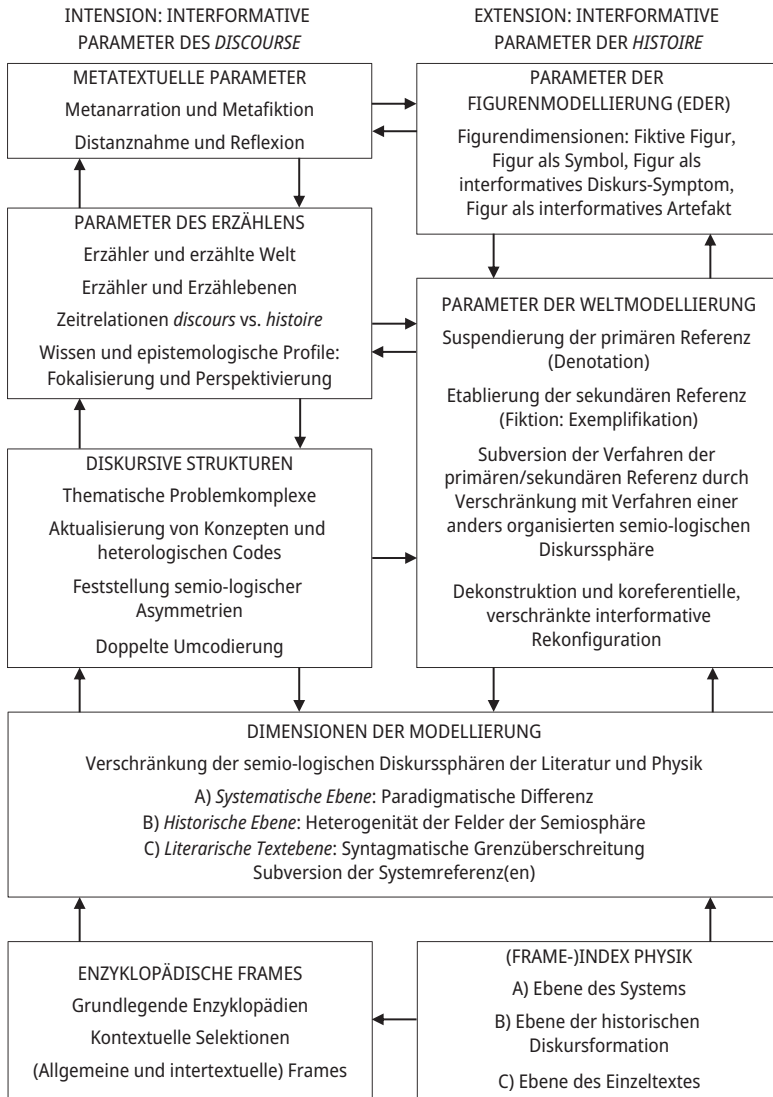 INTENSION: INTERFORMATIVE
PARAMETER DES DISCOURSE
EXTENSION: INTERFORMATIVE
PARAMETER DER HISTOIRE
METATEXTUELLE PARAMETER
Metanarration und Metafiktion
Distanznahme und Reflexion
PARAMETER DER
FIGURENMODELLIERUNG (EDER)
Figurendimensionen: Fiktive Figur,
Figur als Symbol, Figur als
interformatives Diskurs-Symptom,
Figur als interformatives Artefakt
PARAMETER DES ERZÄHLENS
Erzähler und erzählte Welt
Erzähler und Erzählebenen
Zeitrelationen discours vs. histoire
Wissen und epistemologische Profile:
Fokalisierung und Perspektivierung
PARAMETER DER WELTMODELLIERUNG
Suspendierung der primären Referenz
(Denotation)
Etablierung der sekundären Referenz
(Fiktion: Exemplifikation)
Subversion der Verfahren der
primären/sekundären Referenz durch
Verschränkung mit Verfahren einer
anders organisierten semio-logischen
Diskurssphäre
Dekonstruktion und koreferentielle,
verschränkte interformative
Rekonfiguration
DISKURSIVE STRUKTUREN
Thematische Problemkomplexe
Aktualisierung von Konzepten und
heterologischen Codes
Feststellung semio-logischer
Asymmetrien
Doppelte Umcodierung
DIMENSIONEN DER MODELLIERUNG
Verschränkung der semio-logischen Diskurssphären der Literatur und Physik
A) Systematische Ebene: Paradigmatische Differenz
B) Historische Ebene: Heterogenität der Felder der Semiosphäre
C) Literarische Textebene: Syntagmatische Grenzüberschreitung
Subversion der Systemreferenz(en)
ENZYKLOPÄDISCHE FRAMES
Grundlegende Enzyklopädien
Kontextuelle Selektionen
(Allgemeine und intertextuelle) Frames
(FRAME-)INDEX PHYSIK
A) Ebene des Systems
B) Ebene der historischen
Diskursformation
C) Ebene des Einzeltextes